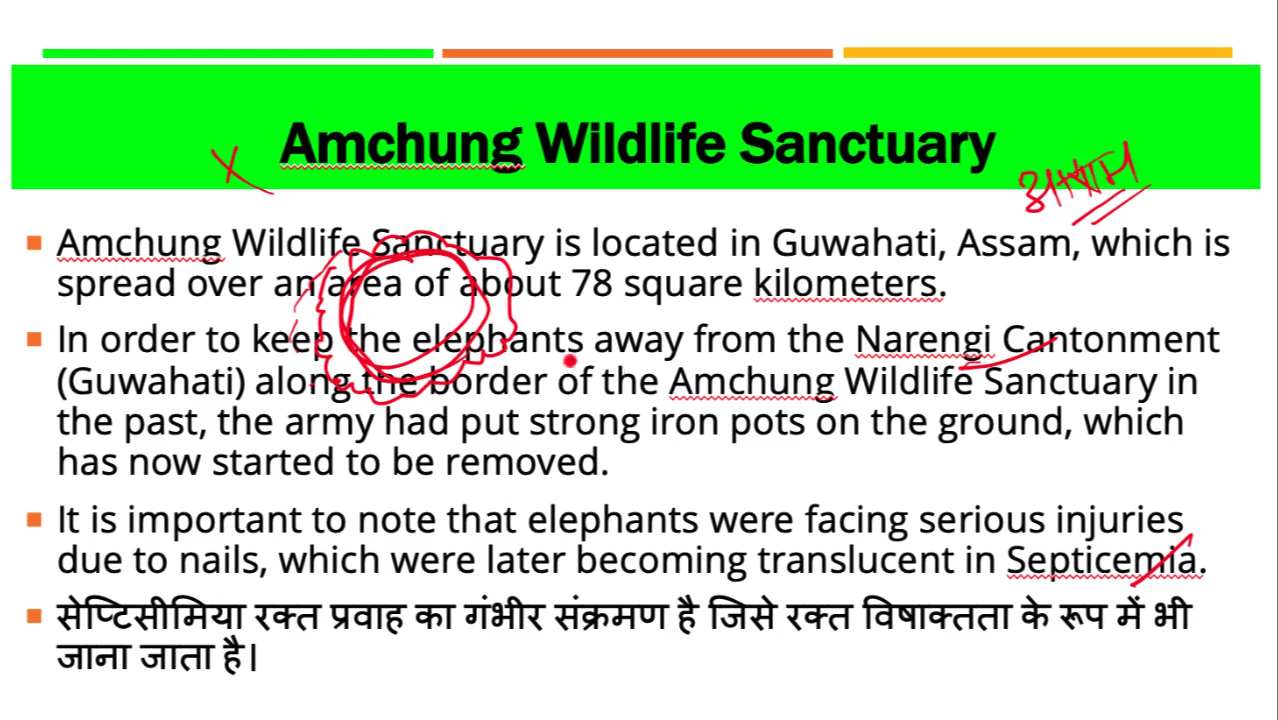 Amchung Wildlife Sanctuary
असम
Amchung Wildlife Sanctuary is located in Guwahati, Assam, which is
spread over an area of about 78 square kilometers.
In order to keep the elephants away from the Narengi Cantonment
(Guwahati) along the border of the Amchung Wildlife Sanctuary in
the past, the army had put strong iron pots on the ground, which
has now started to be removed.
It is important to note that elephants were facing serious injuries
due to nails, which were later becoming translucent in Septicemia.
सेप्टिसीमिया रक्त प्रवाह का गंभीर संक्रमण है जिसे रक्त विषाक्तता के रूप में भी
जाना जाता है।